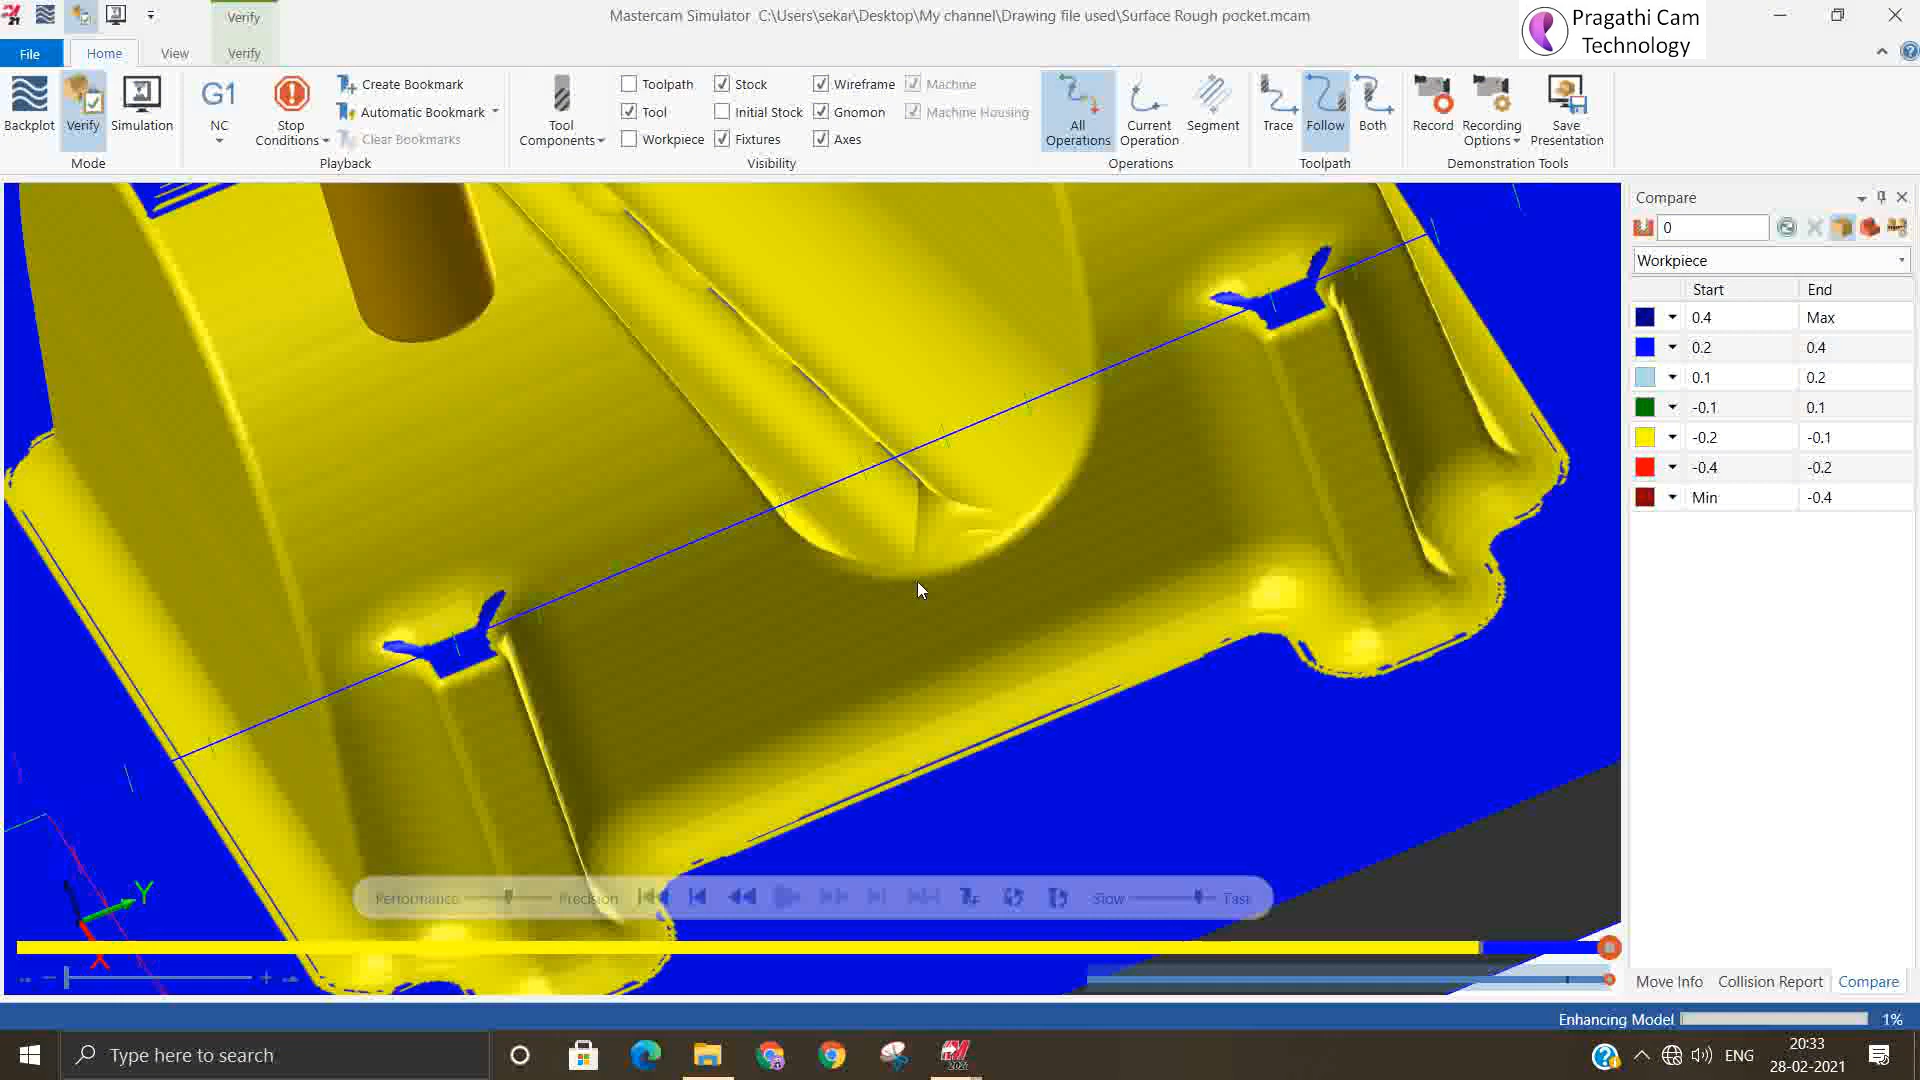 Verify
Mastercam Simulator C:\Users\sekar\Desktop\My channel\Drawing file used\Surface Rough pocket.mcam
Pragathi Cam
Technology
File
Home
View
Verify
Backplot
Verify
Simulation
Mode
G1
NC
Stop
Conditions
Create Bookmark
Automatic Bookmark
Clear Bookmarks
Playback
Tool
Components
Toolpath
Tool
Workpiece
Stock
Initial Stock
Fixtures
Wireframe
Gnomon
Axes
Machine
Machine Housing
Visibility
All
Operations
Current
Operation
Segment
Operations
Trace
Follow
Both
Toolpath
Record
Recording
Options
Save
Presentation
Demonstration Tools
Compare
0
Workpiece
Start End
0.4 Max
0.2 0.4
0.1 0.2
-0.1 0.1
-0.2 -0.1
-0.4 -0.2
Min -0.4
Y
X
Performance
Precision
Slow
Fast
Move Info
Collision Report
Compare
Enhancing Model
1%
Type here to search
2021
ENG
20:33
28-02-2021